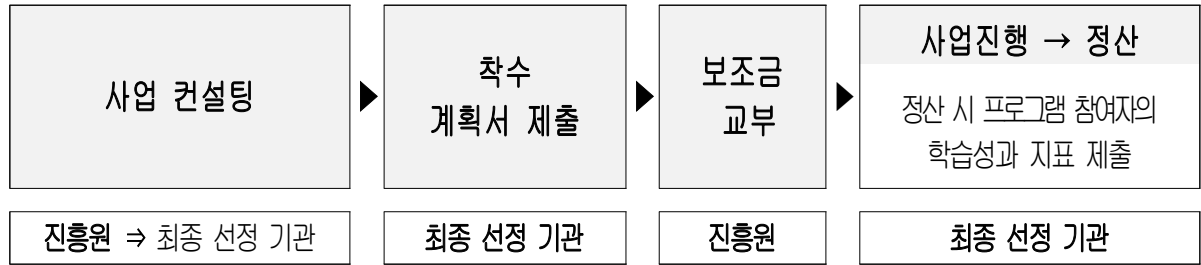 사업 컨설팅
착수
계획서 제출
보조금
교부
사업진행 → 정산
정산 시 프로그램 참여자의
학습성과 지표 제출
진흥원 ⇒ 최종 선정 기관
최종 선정 기관
진흥원
최종 선정 기관